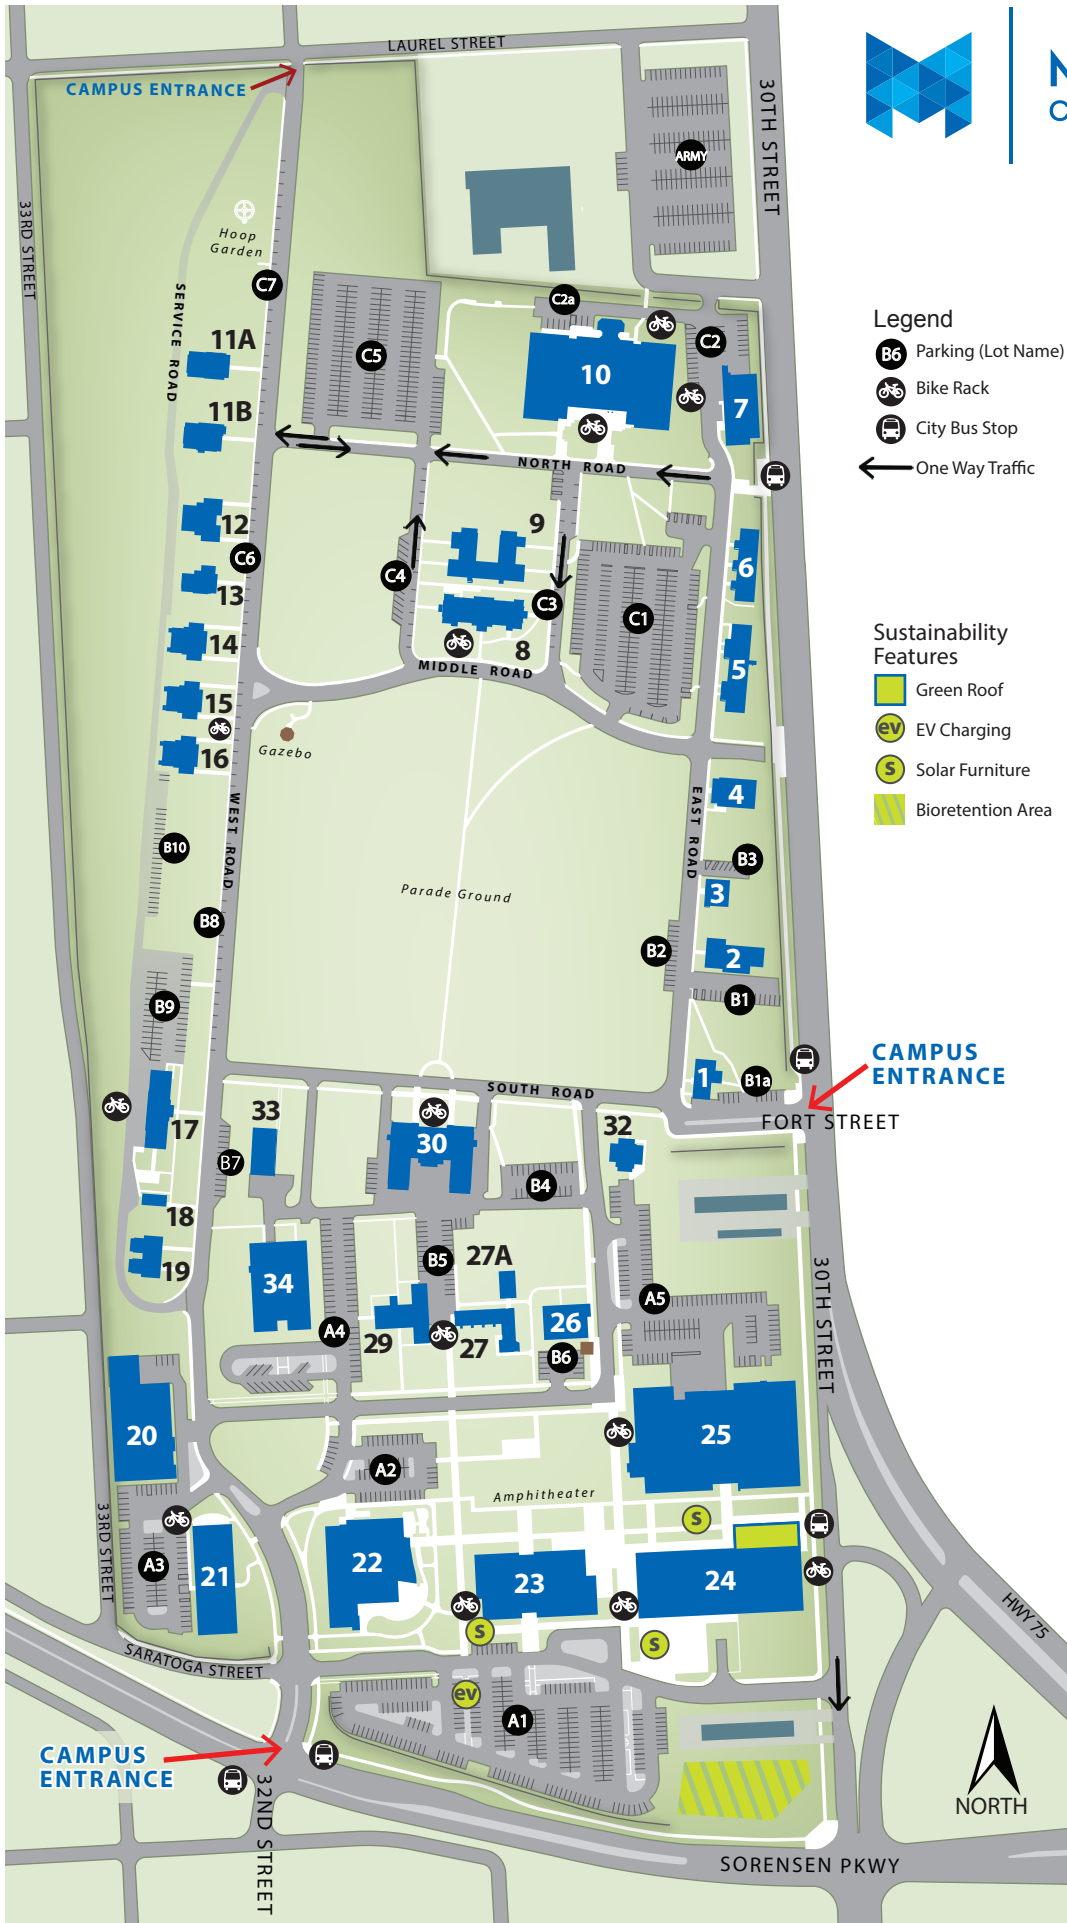 LAUREL STREET
CAMPUS ENTRANCE
30TH STREET
ARMY
33RD STREET
Hoop
Garden
C7
SERVICE ROAD
C2a
C2
C5
10
11A
7
11B
NORTH ROAD
9
12
C6
C4
6
13
C3
C1
14
8
MIDDLE ROAD
5
15
Gazebo
16
4
WEST ROAD
EAST ROAD
B10
B3
Parade Ground
3
B8
B2
2
B1
B9
1
B1a
SOUTH ROAD
CAMPUS
ENTRANCE
FORT STREET
17
33
30
32
B7
B4
18
19
34
B5
27A
A5
30TH STREET
A4
29
27
26
B6
20
25
A2
Amphitheater
S
33RD STREET
A3
21
22
23
24
S
S
HWY 75
SARATOGA STREET
ev
A1
CAMPUS
ENTRANCE
32ND STREET
NORTH
SORENSEN PKWY
Legend
B6 Parking (Lot Name)
Bike Rack
City Bus Stop
One Way Traffic
Sustainability
Features
Green Roof
ev EV Charging
S Solar Furniture
Bioretention Area